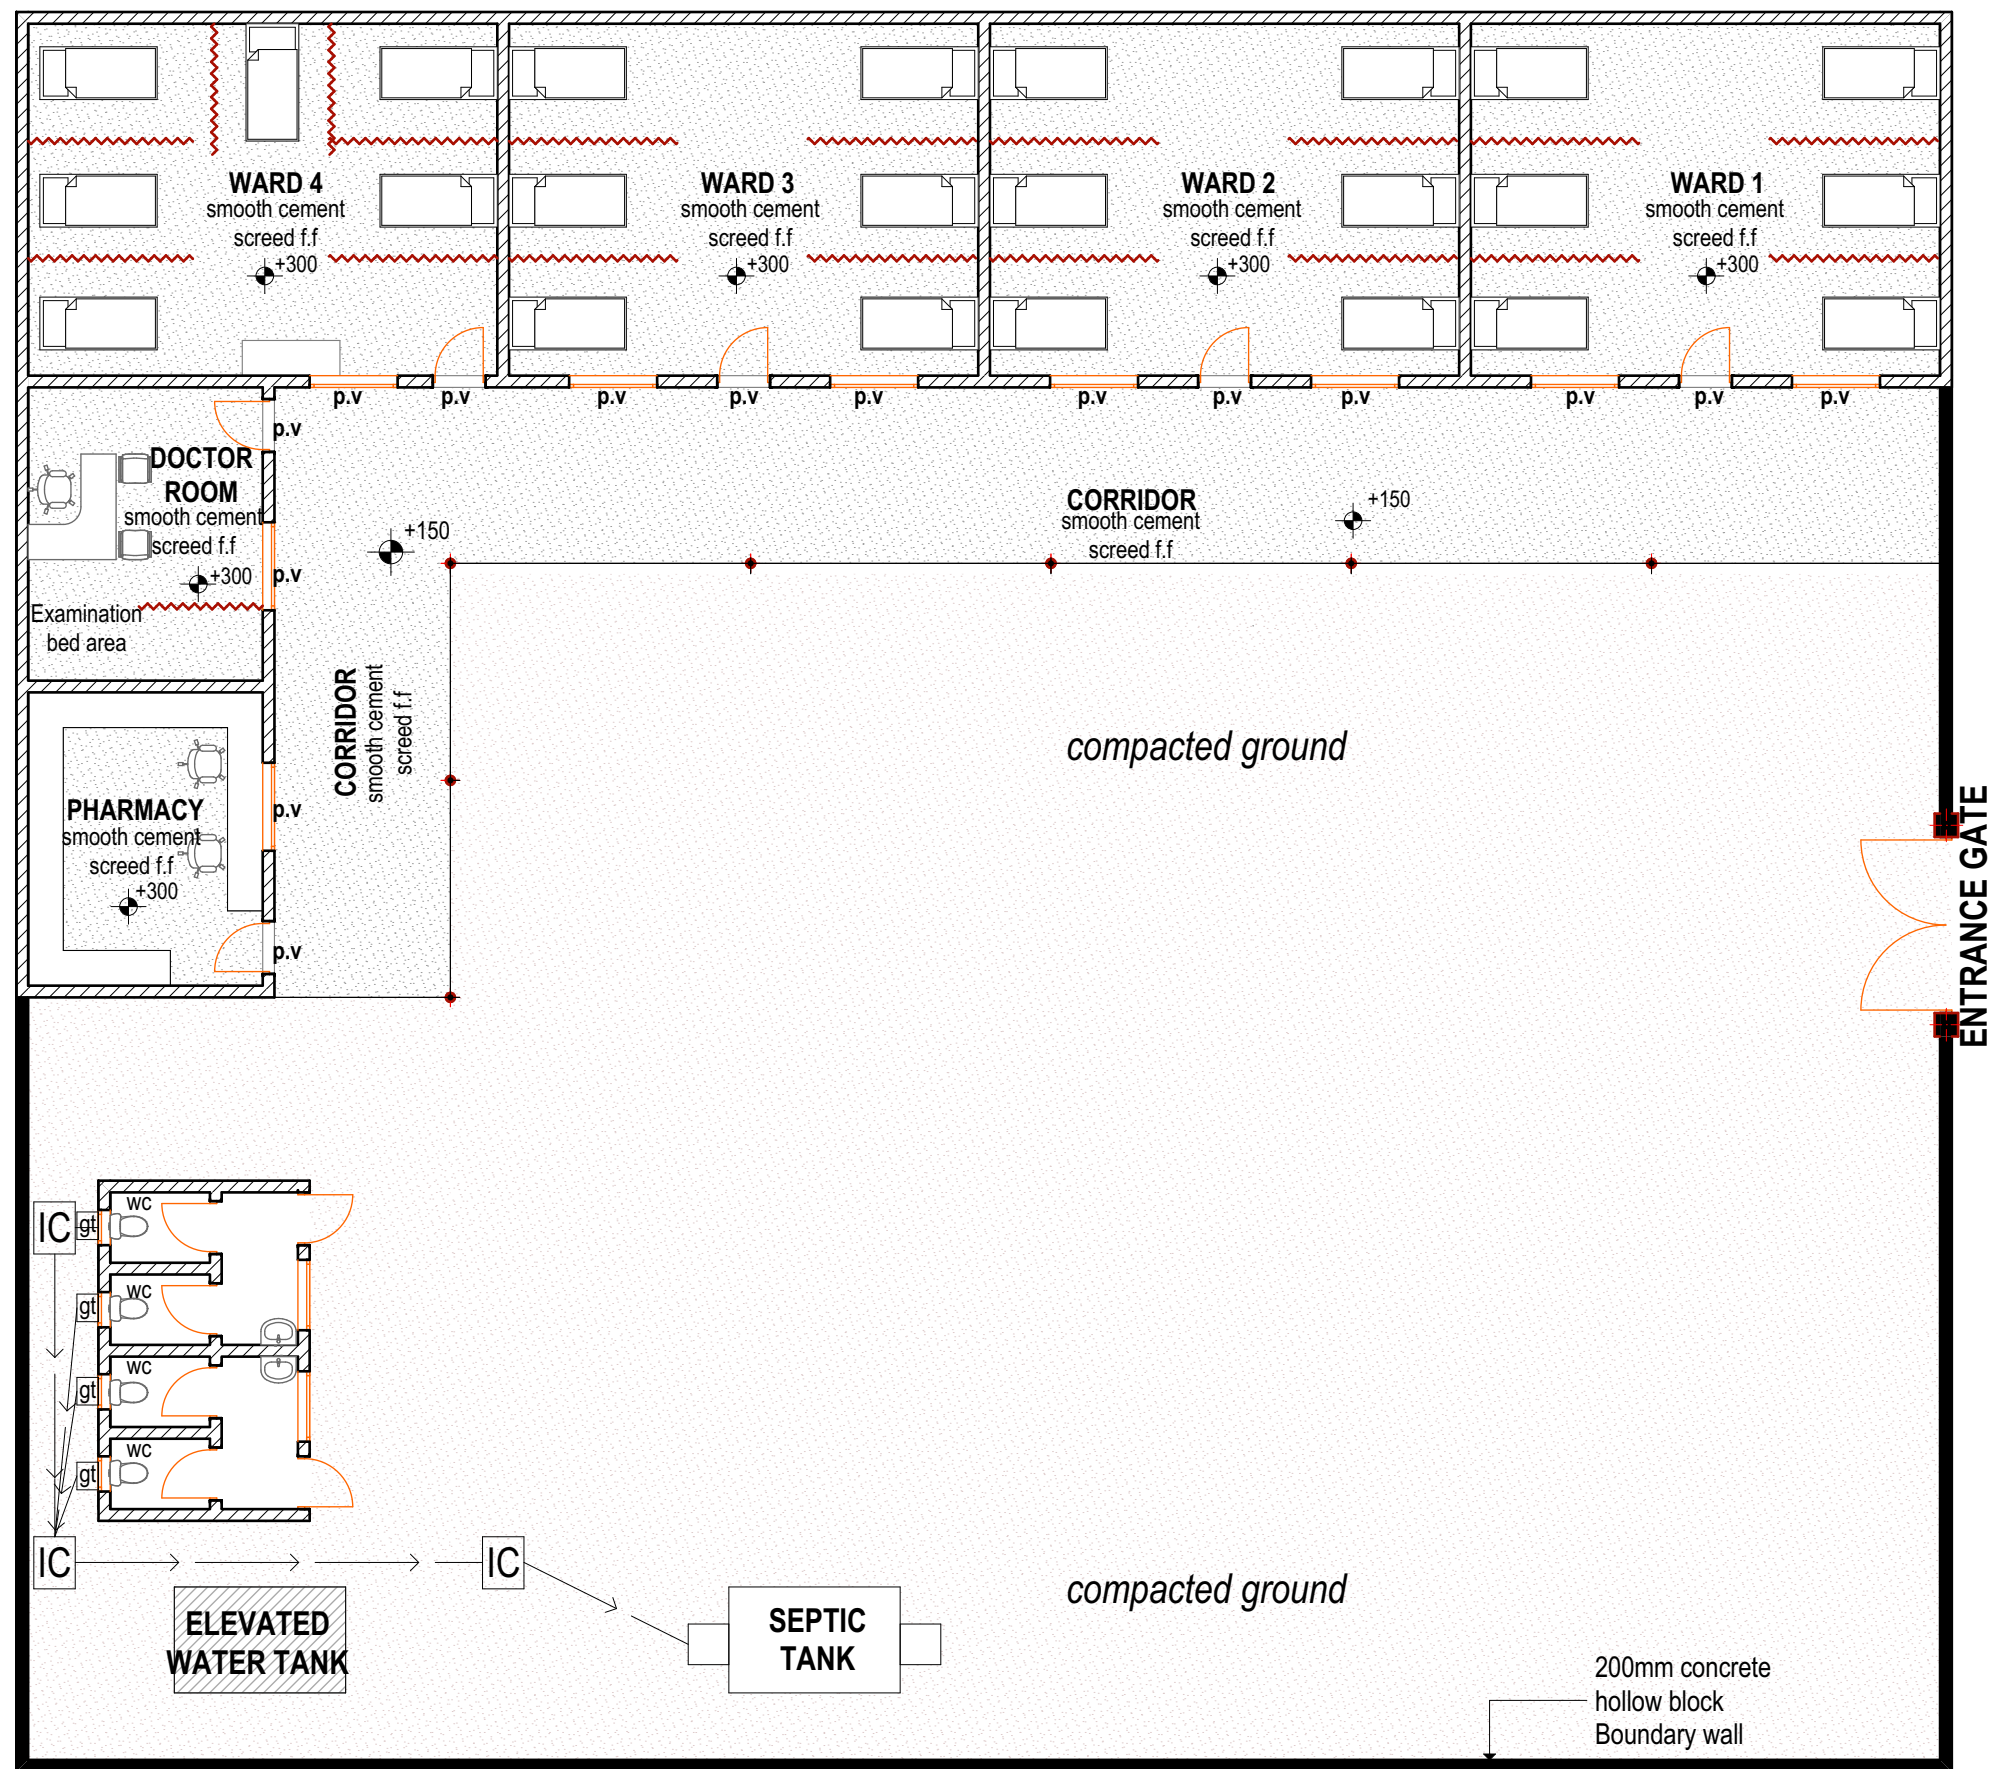 WARD 4
smooth cement
screed f.f
+300
WARD 3
smooth cement
screed f.f
+300
WARD 2
smooth cement
screed f.f
+300
WARD 1
smooth cement
screed f.f
+300
p.v
p.v
p.v
p.v
p.v
p.v
p.v
p.v
p.v
p.v
p.v
p.v
DOCTOR
ROOM
smooth cement
screed f.f
+300
p.v
Examination
bed area
+150
CORRIDOR
smooth cement
screed f.f
+150
CORRIDOR
smooth cement
screed f.f
compacted ground
PHARMACY
smooth cement
screed f.f
+300
p.v
p.v
ENTRANCE GATE
wc
IC
gt
wc
gt
wc
gt
wc
gt
IC
IC
ELEVATED
WATER TANK
SEPTIC
TANK
compacted ground
200mm concrete
hollow block
Boundary wall